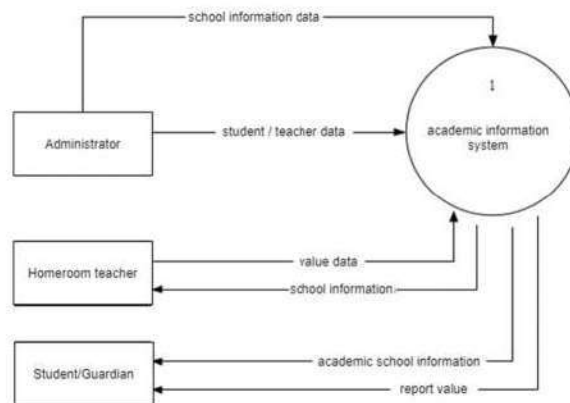 school information data
1
academic information
system
Administrator
student / teacher data
Homeroom teacher
value data
school information
Student/Guardian
academic school information
report value